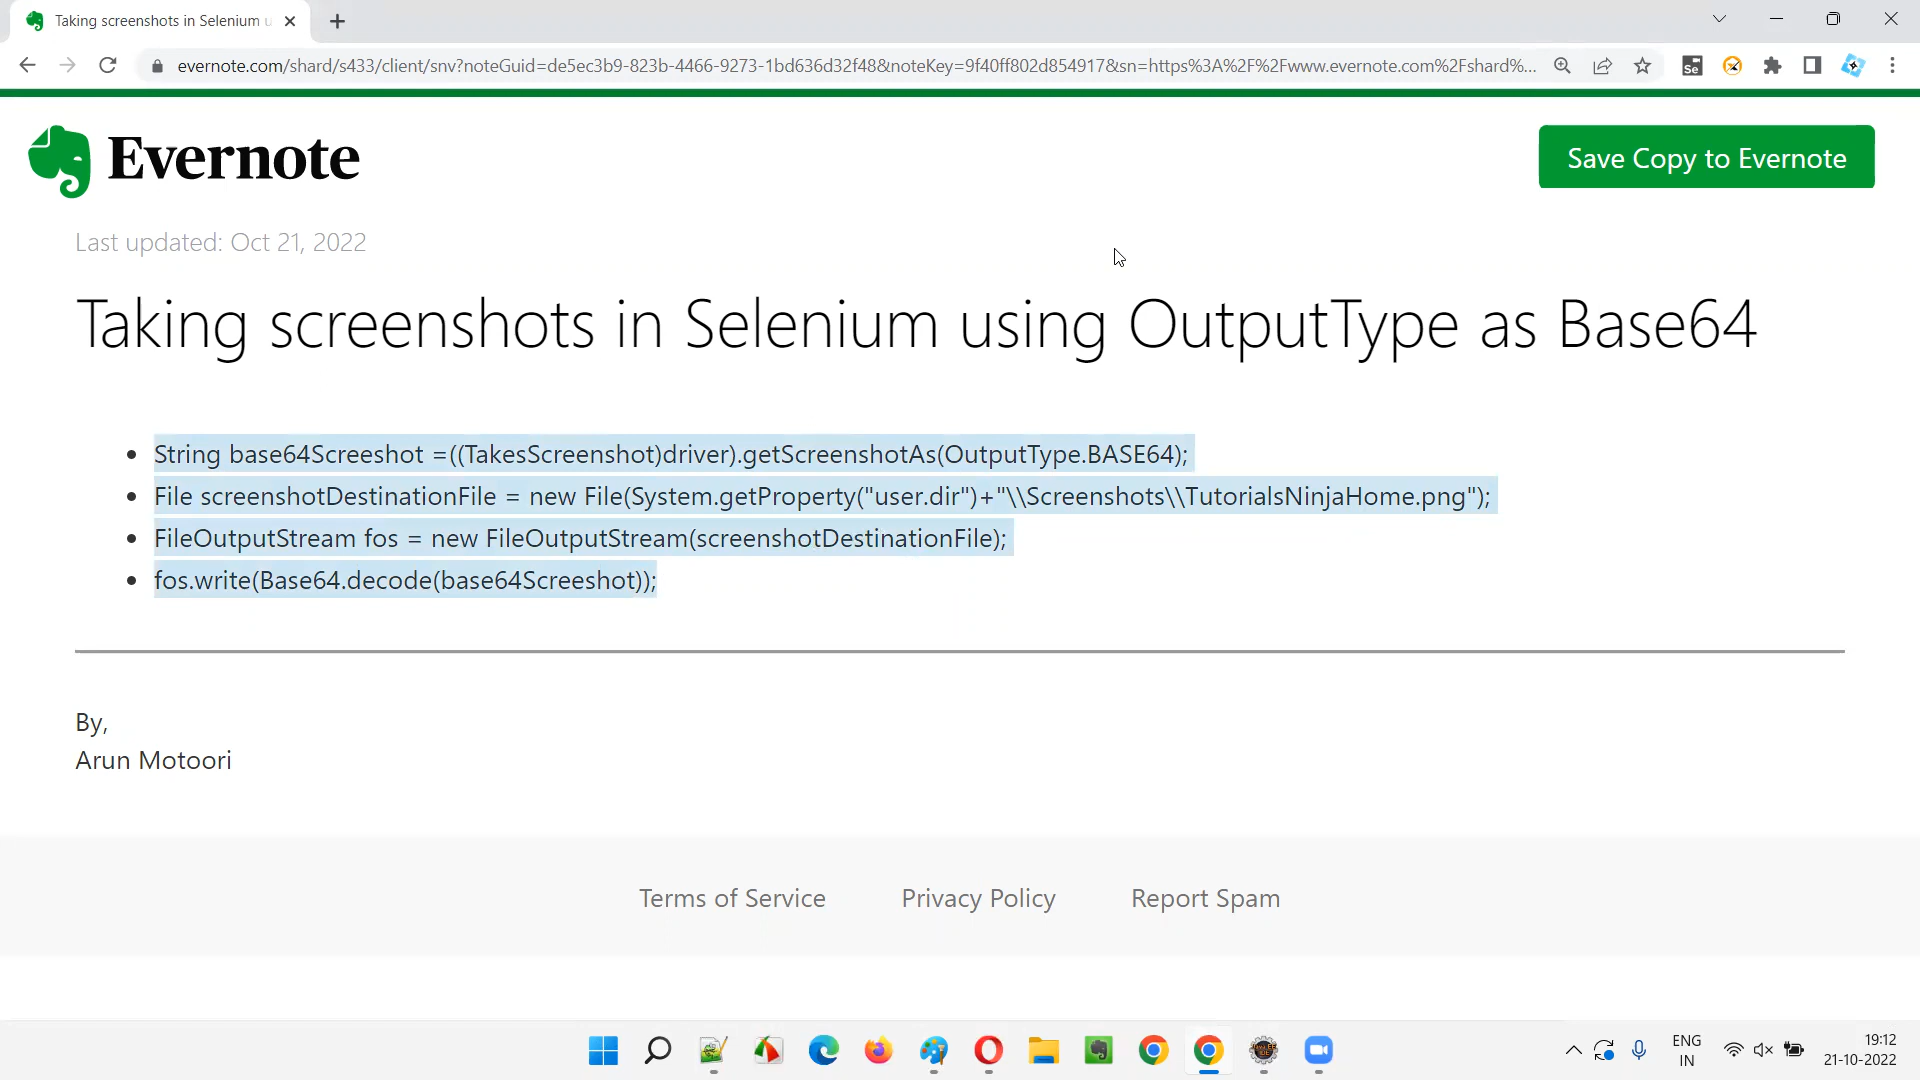 Taking screenshots in Selenium u
evernote.com/shard/s433/client/snv?noteGuid=de5ec3b9-823b-4466-9273-1bd636d32f48&noteKey=9f40ff802d854917&sn=https%3A%2F%2Fwww.evernote.com%2Fshard%...
Evernote
Save Copy to Evernote
Last updated: Oct 21, 2022
Taking screenshots in Selenium using OutputType as Base64
• String base64Screeshot =((TakesScreenshot)driver).getScreenshotAs(OutputType.BASE64);
• File screenshotDestinationFile = new File(System.getProperty("user.dir")+"\\Screenshots\\TutorialsNinjaHome.png");
• FileOutputStream fos = new FileOutputStream(screenshotDestinationFile);
• fos.write(Base64.decode(base64Screeshot));
By,
Arun Motoori
Terms of Service Privacy Policy Report Spam
ENG
IN
19:12
21-10-2022